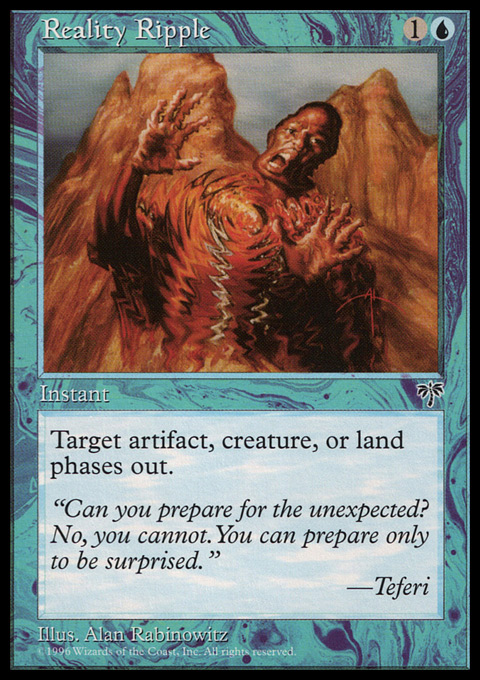 Reality Ripple 1
Instant
Target artifact, creature, or land
phases out.
“Can you prepare for the unexpected?
No, you cannot. You can prepare only
to be surprised.”
—Teferi
Illus. Alan Rabinowitz
©1996 Wizards of the Coast, Inc. All rights reserved.